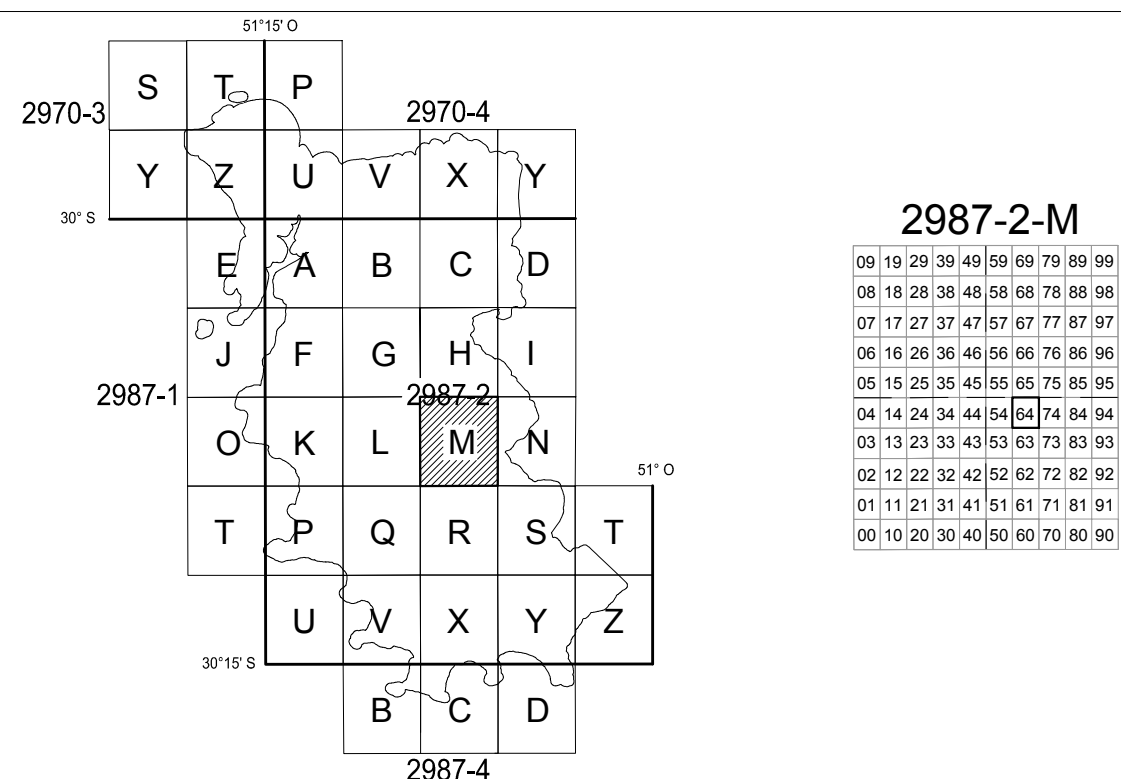 51°15' O
S T P
2970-3
2970-4
Y Z U V X Y
30° S
E A B C D
J F G H I
2987-1
2987-2
O K L M N
51° O
T P Q R S T
U V X Y Z
30°15' S
B C D
2987-4
2987-2-M
09 19 29 39 49 59 69 79 89 99
08 18 28 38 48 58 68 78 88 98
07 17 27 37 47 57 67 77 87 97
06 16 26 36 46 56 66 76 86 96
05 15 25 35 45 55 65 75 85 95
04 14 24 34 44 54 64 74 84 94
03 13 23 33 43 53 63 73 83 93
02 12 22 32 42 52 62 72 82 92
01 11 21 31 41 51 61 71 81 91
00 10 20 30 40 50 60 70 80 90